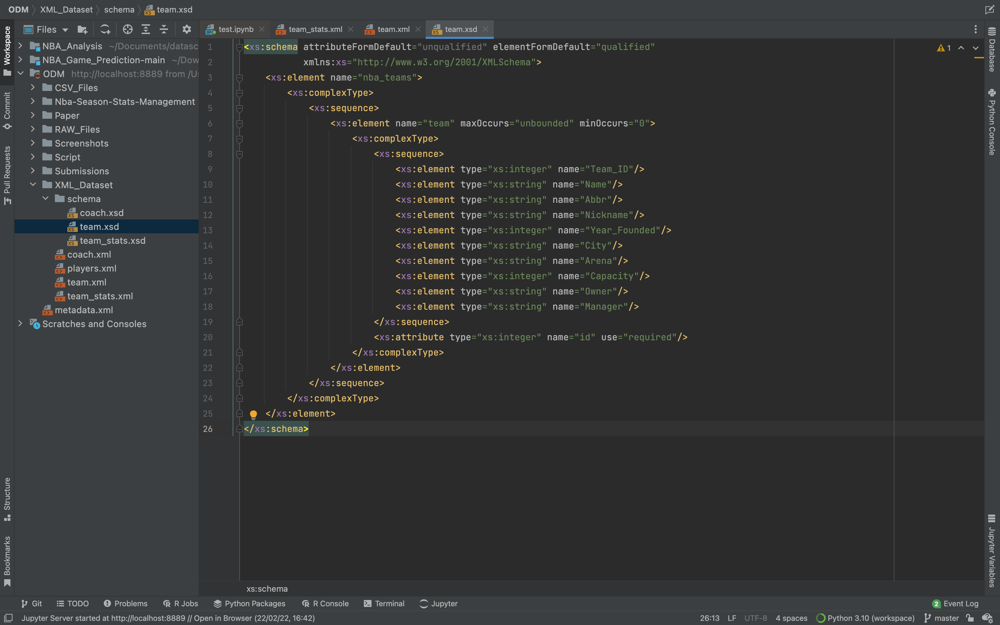 ODM XML_Dataset schema team.xsd
Files
test.ipynb team_stats.xml team.xml team.xsd
Workspace
Commit
Pull Requests
Structure
Bookmarks
NBA_Analysis ~/Documents/datasc
NBA_Game_Prediction-main ~/Dow
ODM http://localhost:8889 from /Us
CSV_Files
Nba-Season-Stats-Management
Paper
RAW_Files
Screenshots
Script
Submissions
XML_Dataset
schema
coach.xsd
team.xsd
team_stats.xsd
coach.xml
players.xml
team.xml
team_stats.xml
metadata.xml
Scratches and Consoles
1 <xs:schema attributeFormDefault="unqualified" elementFormDefault="qualified"
2 xmlns:xs="http://www.w3.org/2001/XMLSchema">
3 <xs:element name="nba_teams">
4 <xs:complexType>
5 <xs:sequence>
6 <xs:element name="team" maxOccurs="unbounded" minOccurs="0">
7 <xs:complexType>
8 <xs:sequence>
9 <xs:element type="xs:integer" name="Team_ID"/>
10 <xs:element type="xs:string" name="Name"/>
11 <xs:element type="xs:string" name="Abbr"/>
12 <xs:element type="xs:string" name="Nickname"/>
13 <xs:element type="xs:integer" name="Year_Founded"/>
14 <xs:element type="xs:string" name="City"/>
15 <xs:element type="xs:string" name="Arena"/>
16 <xs:element type="xs:integer" name="Capacity"/>
17 <xs:element type="xs:string" name="Owner"/>
18 <xs:element type="xs:string" name="Manager"/>
19 </xs:sequence>
20 <xs:attribute type="xs:integer" name="id" use="required"/>
21 </xs:complexType>
22 </xs:element>
23 </xs:sequence>
24 </xs:complexType>
25 </xs:element>
26 </xs:schema>
1
Database
Python Console
Jupyter Variables
xs:schema
Git TODO Problems R Jobs Python Packages R Console Terminal Jupyter 2 Event Log
Jupyter Server started at http://localhost:8889 // Open in Browser (22/02/22, 16:42) 26:13 LF UTF-8 4 spaces Python 3.10 (workspace) master